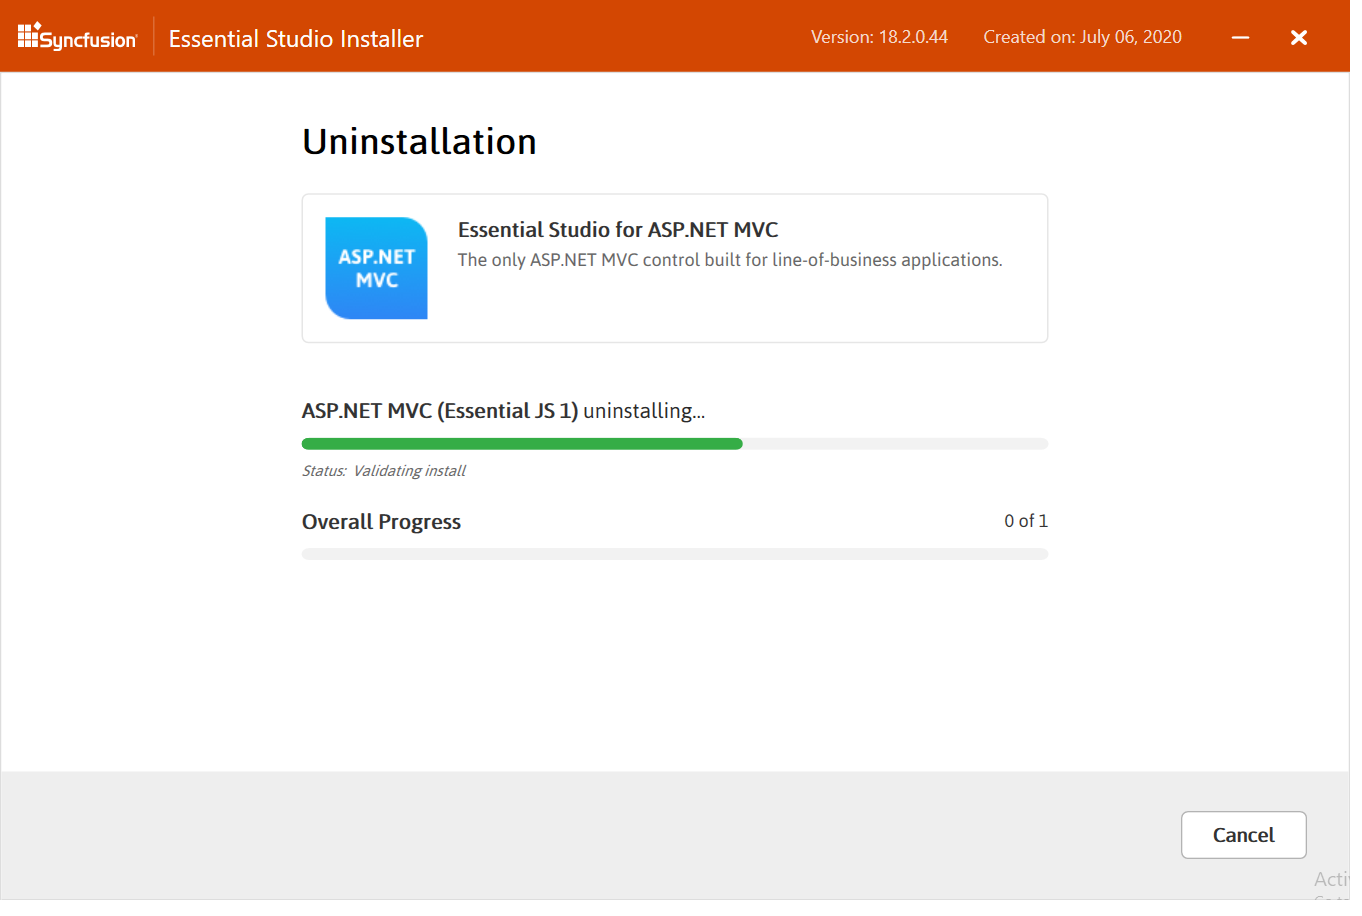 Syncfusion
Essential Studio Installer
Version: 18.2.0.44
Created on: July 06, 2020
Uninstallation
ASP.NET
MVC
Essential Studio for ASP.NET MVC
The only ASP.NET MVC control built for line-of-business applications.
ASP.NET MVC (Essential JS 1) uninstalling...
Status: Validating install
Overall Progress
0 of 1
Cancel